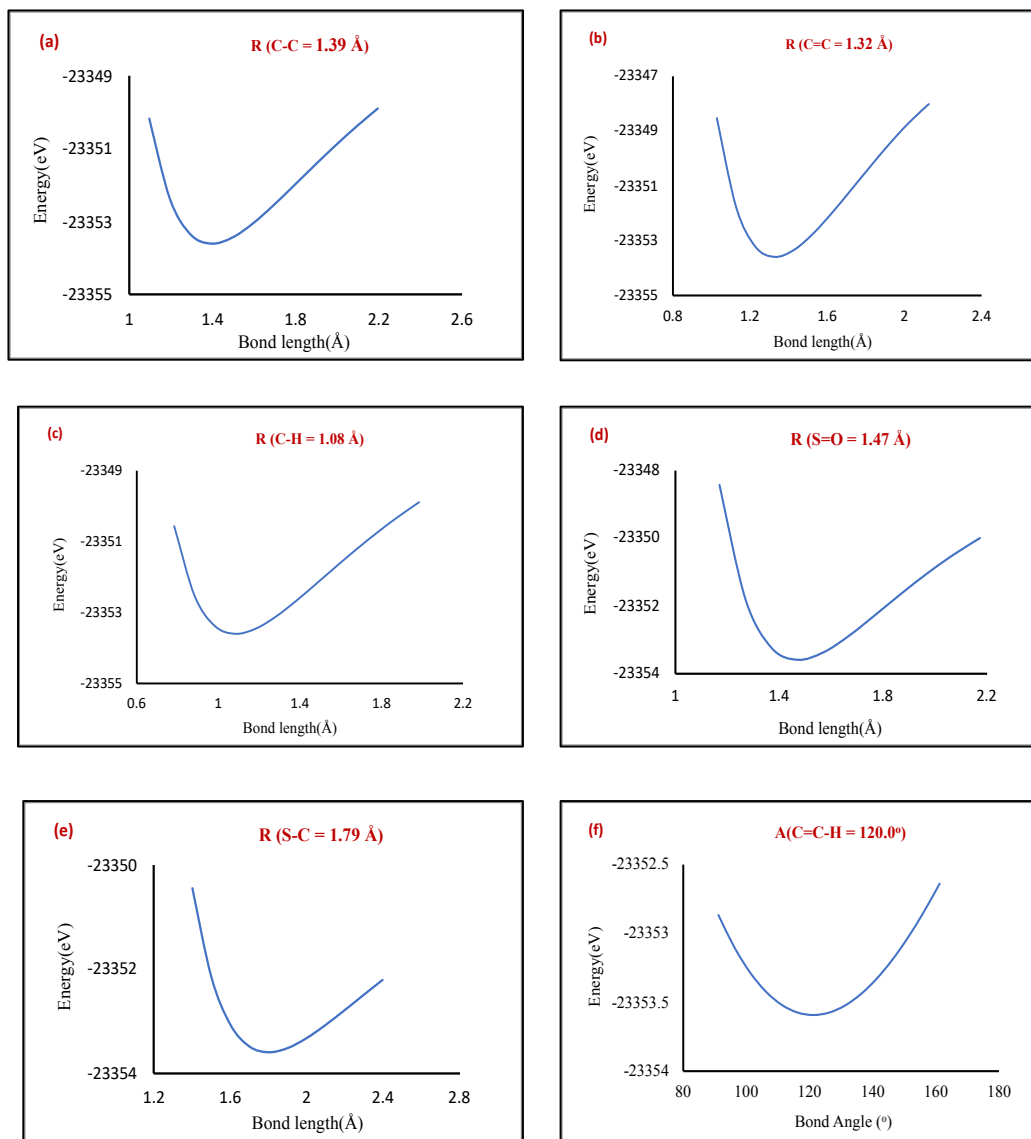 (a)
R (C-C = 1.39 Å)
-23349
-23351
-23353
-23355
Energy(eV)
1 1.4 1.8 2.2 2.6
Bond length(Å)
(b)
R (C=C = 1.32 Å)
-23347
-23349
-23351
-23353
-23355
Energy(eV)
0.8 1.2 1.6 2 2.4
Bond length(Å)
(c)
R (C-H = 1.08 Å)
-23349
-23351
-23353
-23355
Energy(eV)
0.6 1 1.4 1.8 2.2
Bond length(Å)
(d)
R (S=O = 1.47 Å)
-23348
-23350
-23352
-23354
Energy(eV)
1 1.4 1.8 2.2
Bond length(Å)
(e)
R (S-C = 1.79 Å)
-23350
-23352
-23354
Energy(eV)
1.2 1.6 2 2.4 2.8
Bond length(Å)
(f)
A(C=C-H = 120.0º)
-23352.5
-23353
-23353.5
-23354
Energy(eV)
80 100 120 140 160 180
Bond Angle (º)